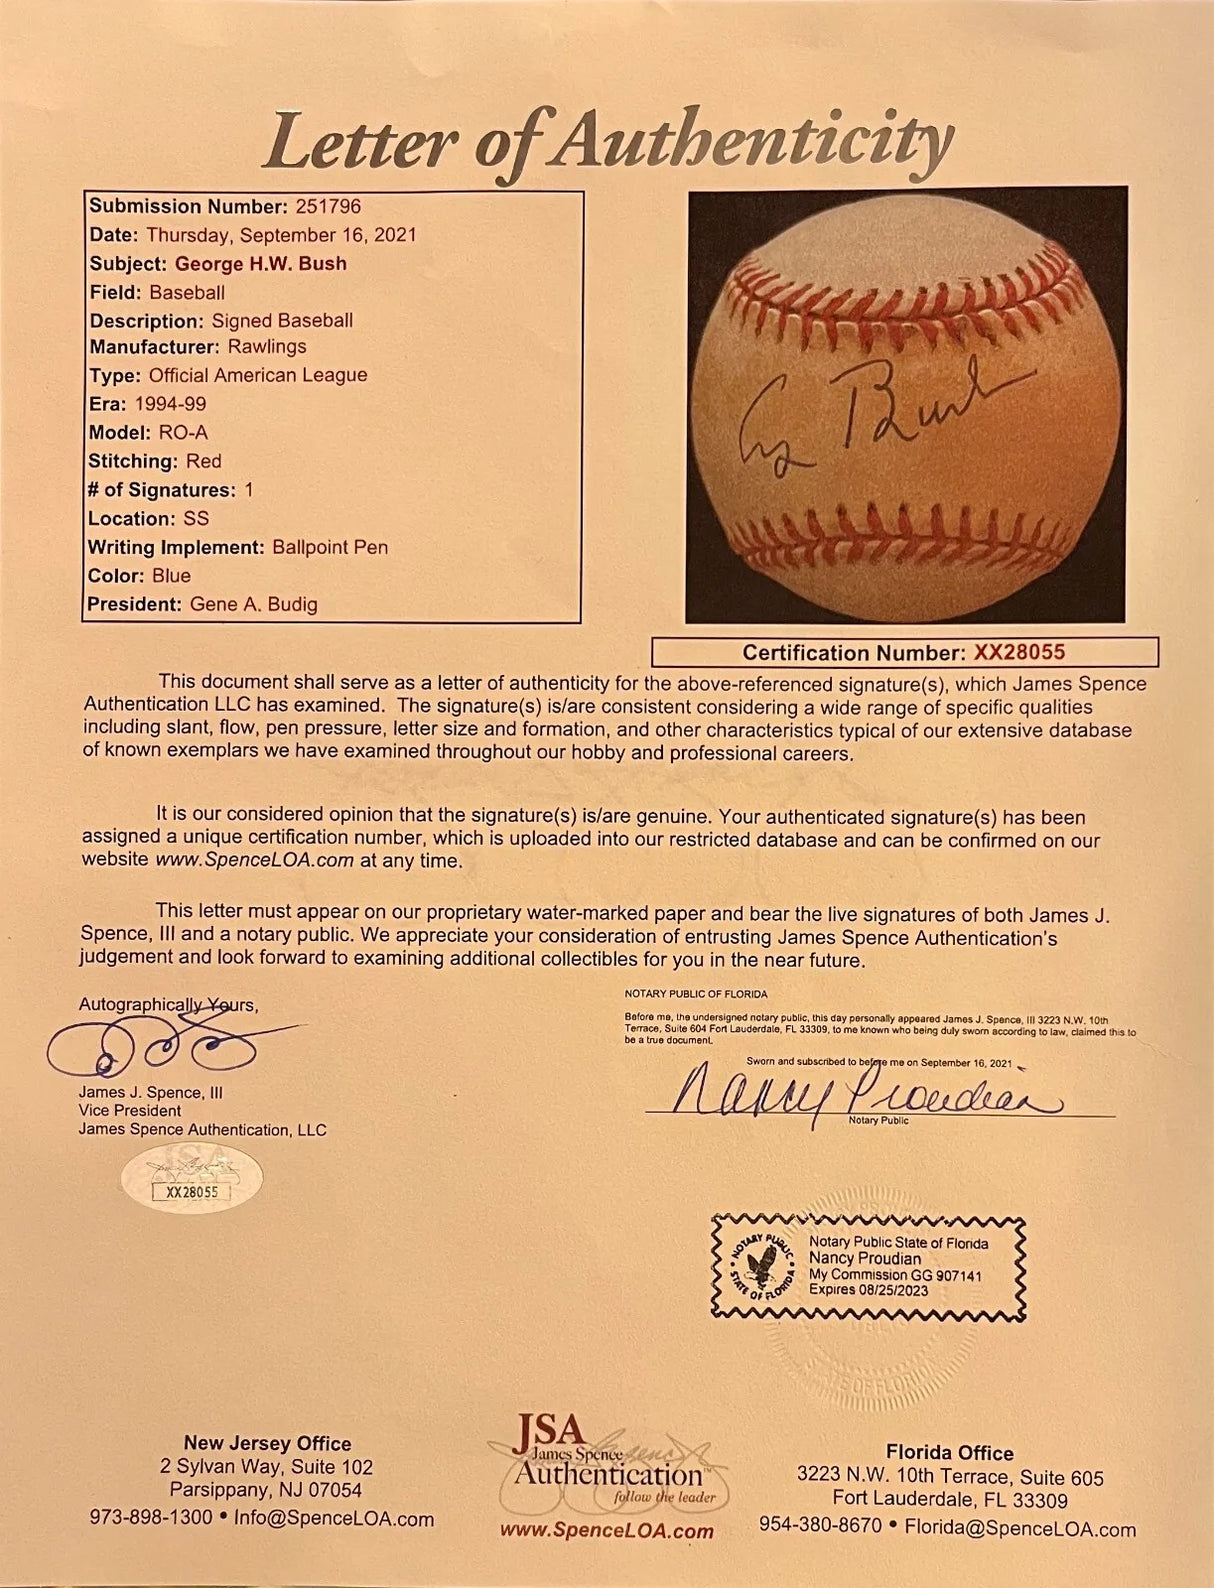 Letter of Authenticity
Submission Number: 251796
Date: Thursday, September 16, 2021
Subject: George H.W. Bush
Field: Baseball
Description: Signed Baseball
Manufacturer: Rawlings
Type: Official American League
Era: 1994-99
Model: RO-A
Stitching: Red
# of Signatures: 1
Location: SS
Writing Implement: Ballpoint Pen
Color: Blue
President: Gene A. Budig
G Bush
Certification Number: XX28055
This document shall serve as a letter of authenticity for the above-referenced signature(s), which James Spence
Authentication LLC has examined. The signature(s) is/are consistent considering a wide range of specific qualities
including slant, flow, pen pressure, letter size and formation, and other characteristics typical of our extensive database
of known exemplars we have examined throughout our hobby and professional careers.
It is our considered opinion that the signature(s) is/are genuine. Your authenticated signature(s) has been
assigned a unique certification number, which is uploaded into our restricted database and can be confirmed on our
website www.SpenceLOA.com at any time.
This letter must appear on our proprietary water-marked paper and bear the live signatures of both James J.
Spence, III and a notary public. We appreciate your consideration of entrusting James Spence Authentication's
judgement and look forward to examining additional collectibles for you in the near future.
Autographically Yours,
James J. Spence, III
Vice President
James Spence Authentication, LLC
JSA
XX28055
NOTARY PUBLIC OF FLORIDA
Before me, the undersigned notary public, this day personally appeared James J. Spence, III 3223 N.W. 10th
Terrace, Suite 604 Fort Lauderdale, FL 33309, to me known who being duly sworn according to law, claimed this to
be a true document.
Sworn and subscribed to before me on September 16, 2021
Nancy Proudian
Notary Public
NOTARY PUBLIC
STATE OF FLORIDA
Notary Public State of Florida
Nancy Proudian
My Commission GG 907141
Expires 08/25/2023
STATE OF FLORIDA
New Jersey Office
2 Sylvan Way, Suite 102
Parsippany, NJ 07054
973-898-1300 • Info@SpenceLOA.com
JSA
James Spence
Authentication™
follow the leader
www.SpenceLOA.com
Florida Office
3223 N.W. 10th Terrace, Suite 605
Fort Lauderdale, FL 33309
954-380-8670 • Florida@SpenceLOA.com